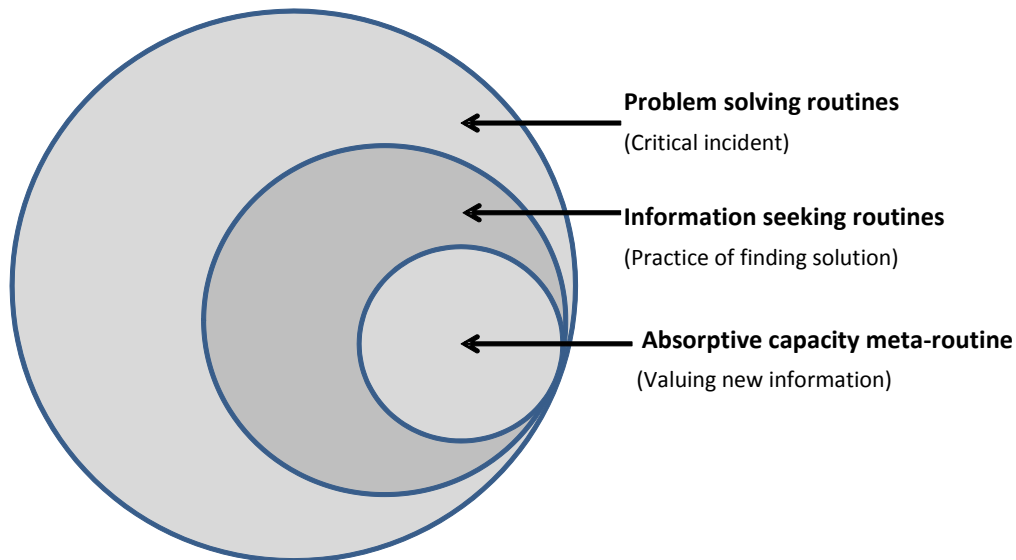 Problem solving routines
(Critical incident)
Information seeking routines
(Practice of finding solution)
Absorptive capacity meta-routine
(Valuing new information)